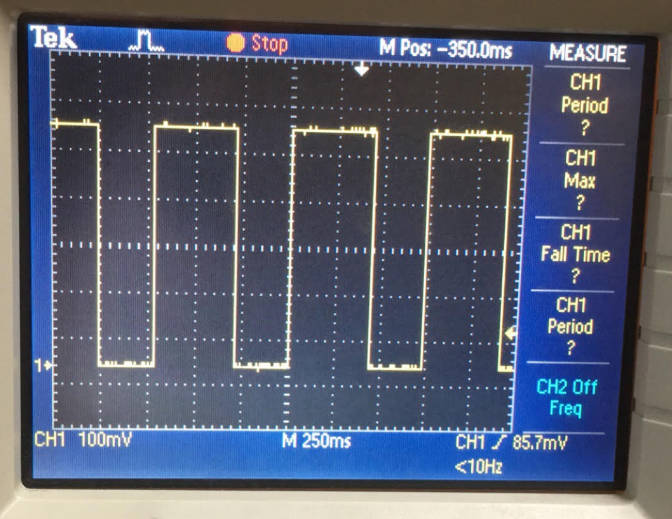 Tek Stop M Pos: -350.0ms MEASURE
CH1
Period
?
CH1
Max
?
CH1
Fall Time
?
CH1
Period
?
CH2 Off
Freq
1
CH1 100mV M 250ms CH1 85.7mV
<10Hz